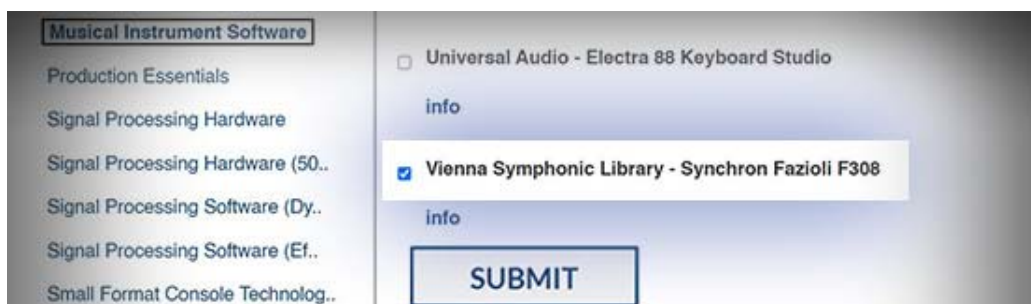 Musical Instrument Software
Production Essentials
Signal Processing Hardware
Signal Processing Hardware (50..
Signal Processing Software (Dy..
Signal Processing Software (Ef..
Small Format Console Technolog..
Universal Audio - Electra 88 Keyboard Studio
info
Vienna Symphonic Library - Synchron Fazioli F308
info
SUBMIT